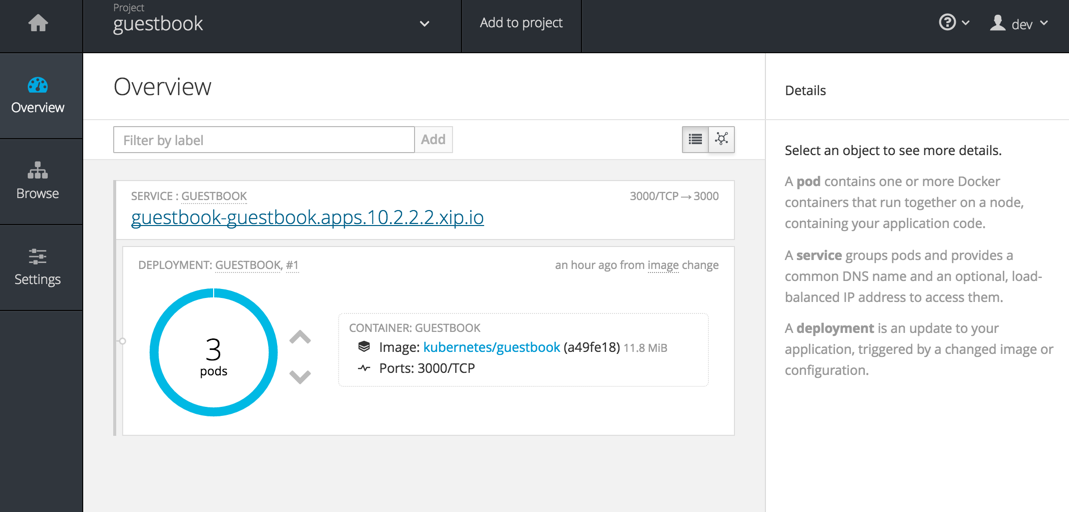 Project
guestbook
Add to project
dev
Overview
Browse
Settings
Overview
Filter by label
Add
SERVICE : GUESTBOOK
3000/TCP→3000
guestbook-guestbook.apps.10.2.2.2.xip.io
DEPLOYMENT: GUESTBOOK, #1
an hour ago from image change
3
pods
CONTAINER: GUESTBOOK
Image: kubernetes/guestbook (a49fe18) 11.8 MiB
Ports: 3000/TCP
Details
Select an object to see more details.
A pod contains one or more Docker
containers that run together on a node,
containing your application code.
A service groups pods and provides a
common DNS name and an optional, load-
balanced IP address to access them.
A deployment is an update to your
application, triggered by a changed image or
configuration.